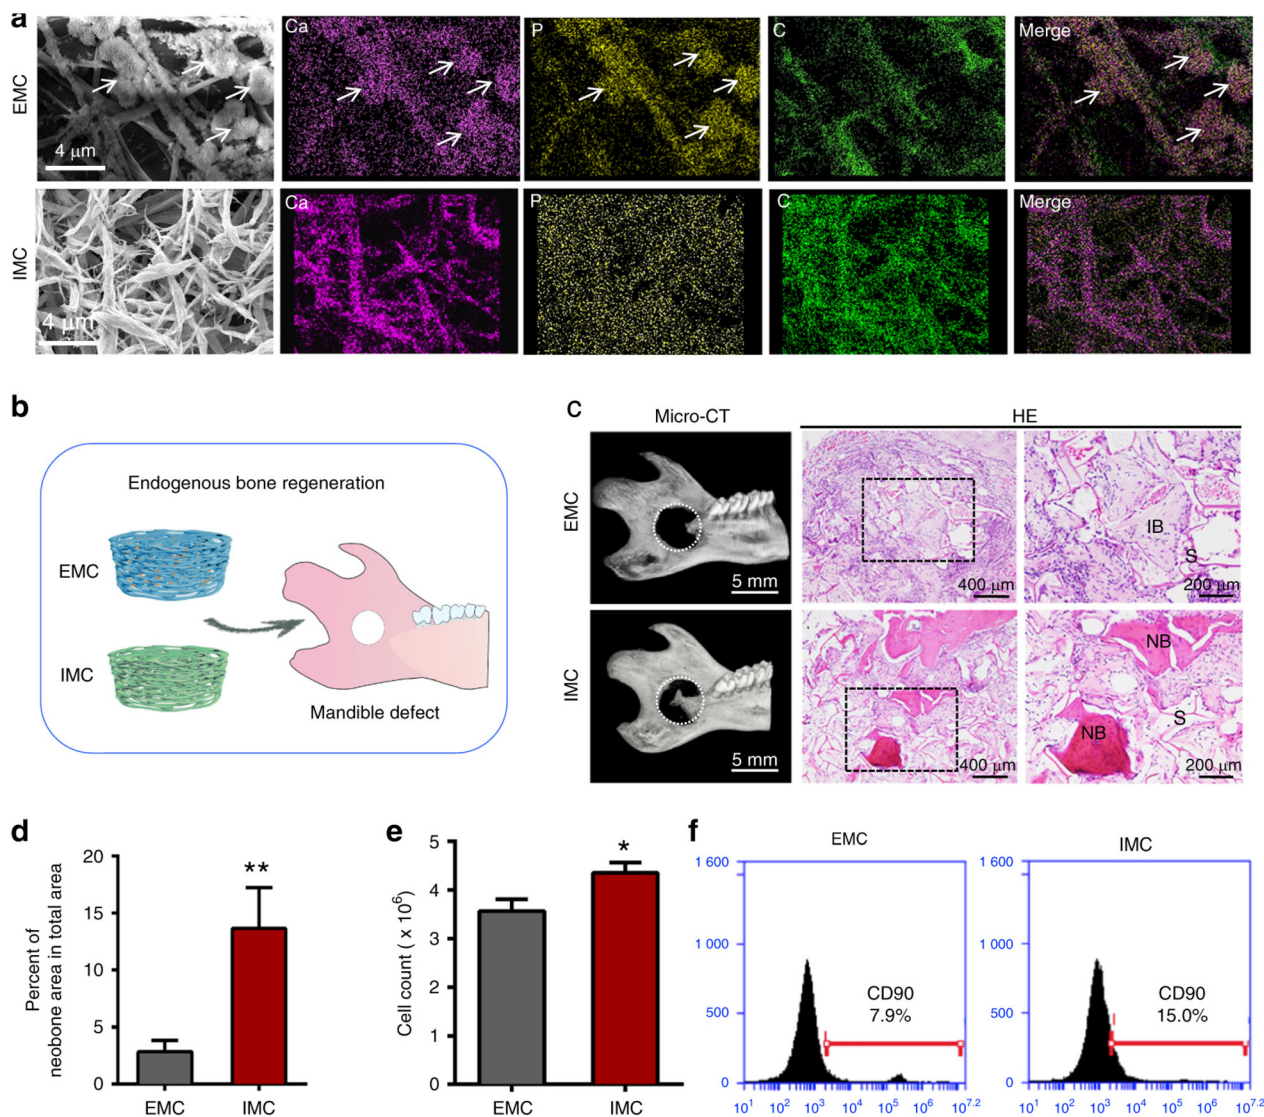 a
Ca
P
C
Merge
EMC
4 μm
Ca
P
C
Merge
IMC
4 μm
b
Endogenous bone regeneration
EMC
IMC
Mandible defect
c
Micro-CT
HE
EMC
5 mm
400 μm
IB
S
200 μm
IMC
5 mm
400 μm
NB
S
NB
200 μm
d
Percent of
neobone area in total area
20
15
10
5
0
**
EMC
IMC
e
Cell count ( x 10⁶)
5
4
3
2
1
0
*
EMC
IMC
f
EMC
1 600
1 000
500
0
CD90
7.9%
10¹ 10² 10³ 10⁴ 10⁵ 10⁶ 10⁷·²
IMC
1 600
1 000
500
0
CD90
15.0%
10¹ 10² 10³ 10⁴ 10⁵ 10⁶ 10⁷·²